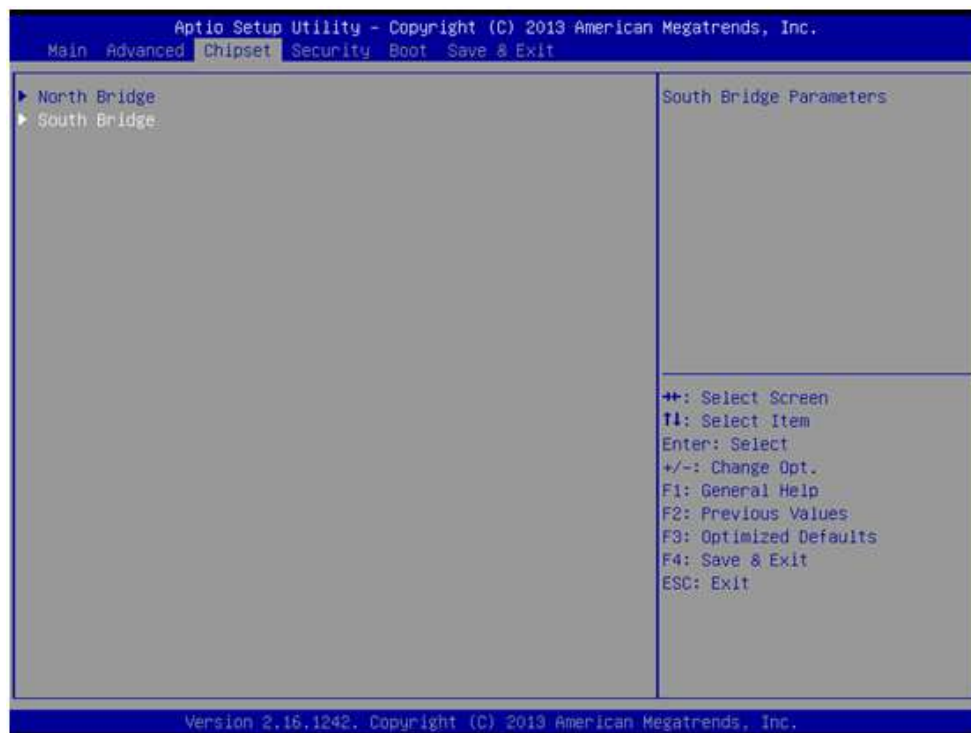 Aptio Setup Utility – Copyright (C) 2013 American Megatrends, Inc.
Main Advanced Chipset Security Boot Save & Exit
► North Bridge
► South Bridge
South Bridge Parameters
→←: Select Screen
↑↓: Select Item
Enter: Select
+/-: Change Opt.
F1: General Help
F2: Previous Values
F3: Optimized Defaults
F4: Save & Exit
ESC: Exit
Version 2.16.1242. Copyright (C) 2013 American Megatrends, Inc.